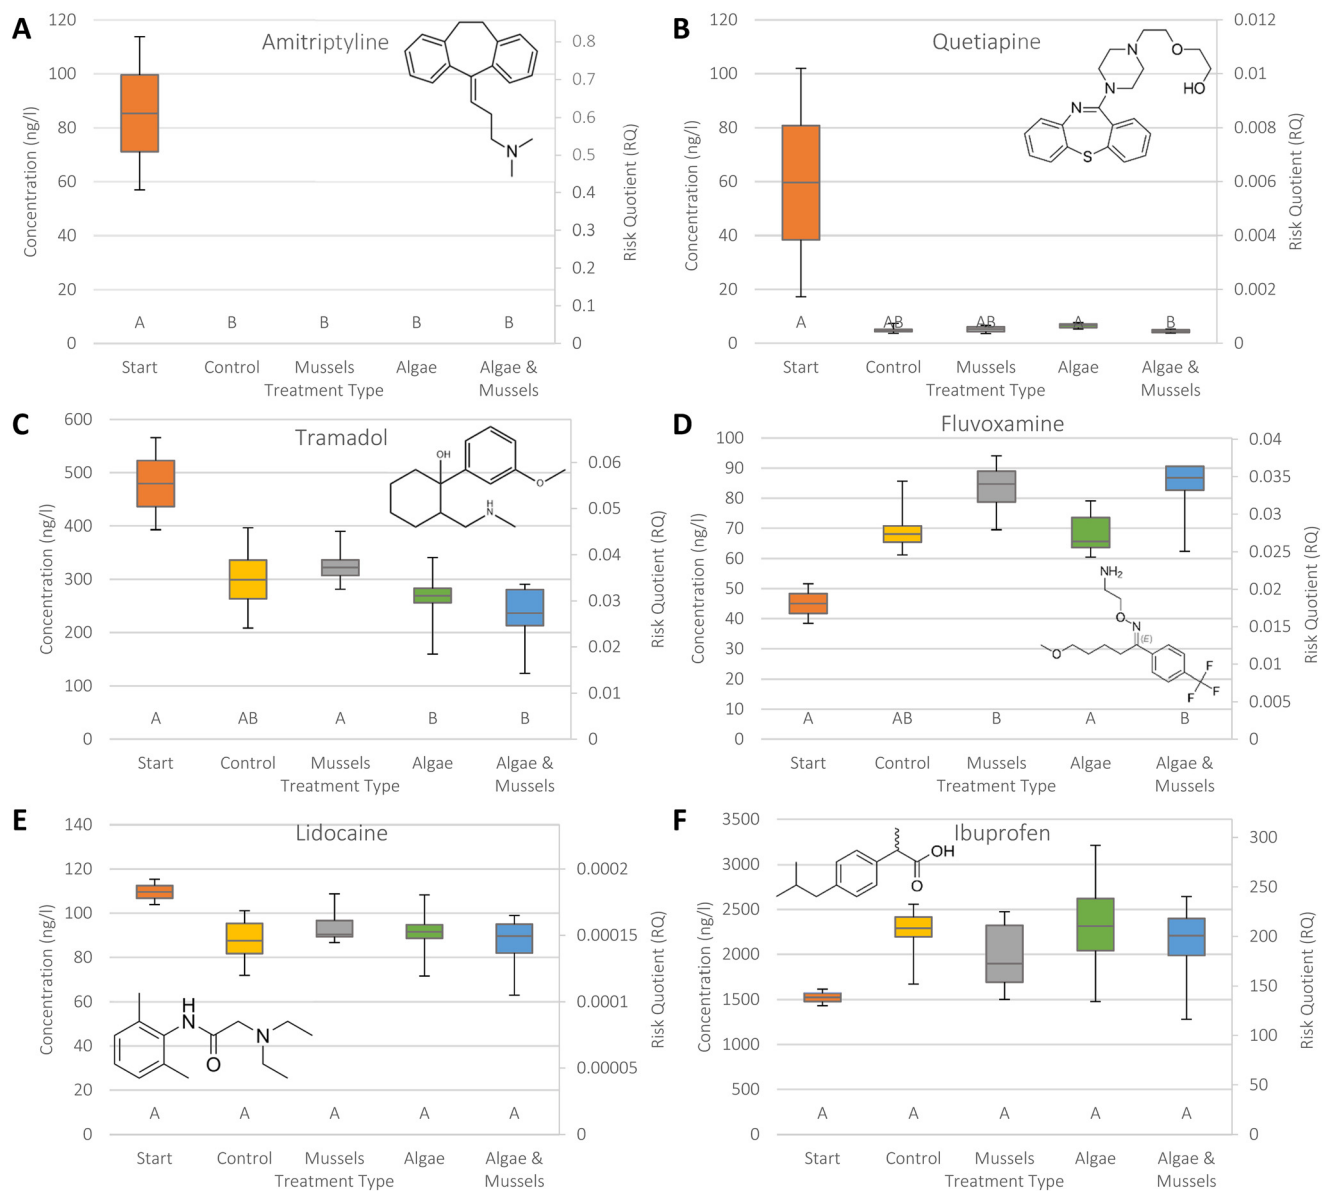 A
Amitriptyline
120
100
80
60
40
20
0
Concentration (ng/l)
0.8
0.7
0.6
0.5
0.4
0.3
0.2
0.1
0
Risk Quotient (RQ)
N
A B B B B
Start Control Mussels Algae Algae &
Treatment Type Mussels
B
Quetiapine
120
100
80
60
40
20
0
Concentration (ng/l)
0.012
0.010
0.008
0.006
0.004
0.002
0
Risk Quotient (RQ)
N
O
HO
N
N
S
A AB AB A B
Start Control Mussels Algae Algae &
Treatment Type Mussels
C
Tramadol
600
500
400
300
200
100
0
Concentration (ng/l)
0.06
0.05
0.04
0.03
0.02
0.01
0
Risk Quotient (RQ)
OH
O
H
N
A AB A B B
Start Control Mussels Algae Algae &
Treatment Type Mussels
D
Fluvoxamine
100
90
80
70
60
50
40
30
20
10
0
Concentration (ng/l)
0.04
0.035
0.03
0.025
0.02
0.015
0.01
0.005
0
Risk Quotient (RQ)
NH2
O
N
(E)
O
F
F
F
A AB B A B
Start Control Mussels Algae Algae &
Treatment Type Mussels
E
Lidocaine
140
120
100
80
60
40
20
0
Concentration (ng/l)
0.0002
0.00015
0.0001
0.00005
0
Risk Quotient (RQ)
H
N
O
N
A A A A A
Start Control Mussels Algae Algae &
Treatment Type Mussels
F
Ibuprofen
3500
3000
2500
2000
1500
1000
500
0
Concentration (ng/l)
300
250
200
150
100
50
0
Risk Quotient (RQ)
OH
O
A A A A A
Start Control Mussels Algae Algae &
Treatment Type Mussels